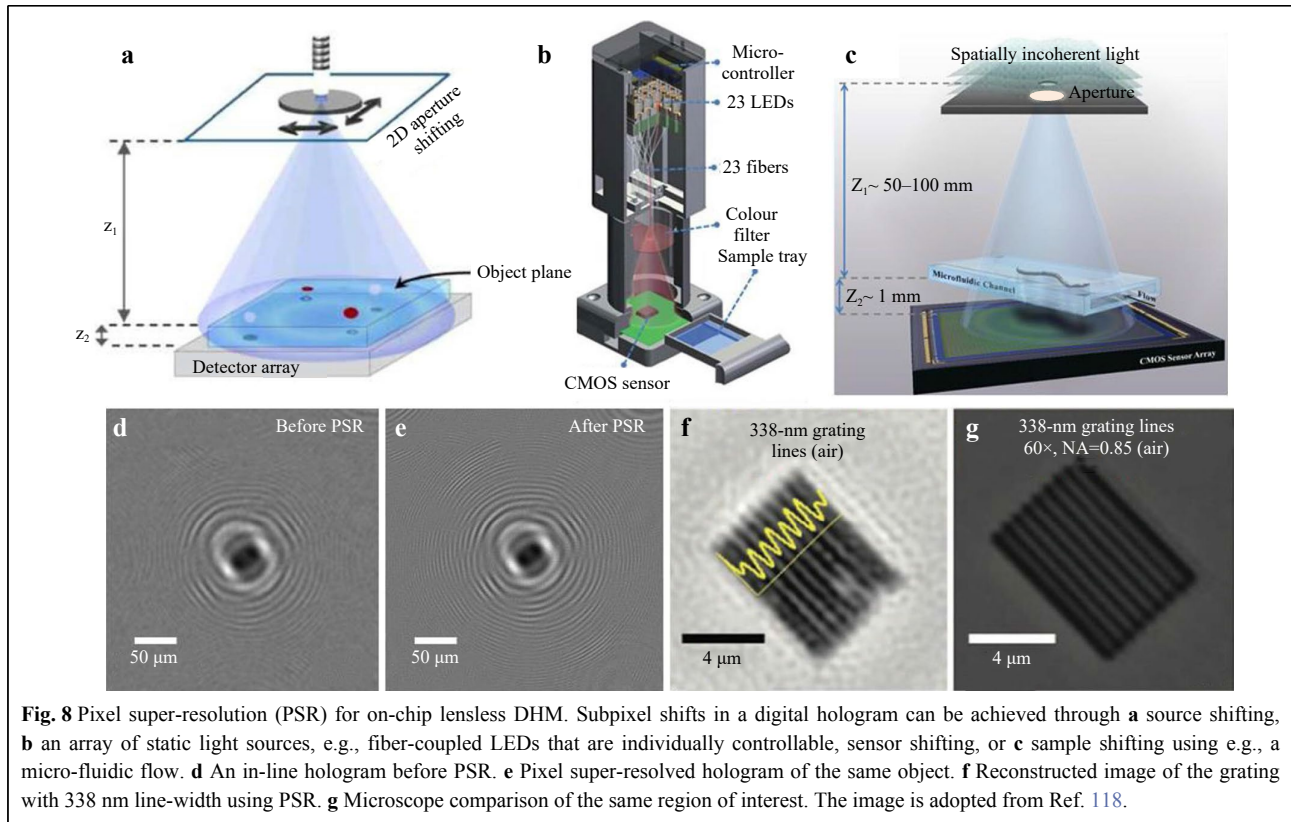 a
2D aperture
shifting
z₁
Object plane
z₂
Detector array
b
Micro-
controller
23 LEDs
23 fibers
Colour
filter
Sample tray
CMOS sensor
c
Spatially incoherent light
Aperture
Z₁~ 50–100 mm
Microfluidic Channel
Flow
Z₂~ 1 mm
CMOS Sensor Array
d
Before PSR
50 μm
e
After PSR
50 μm
f
338-nm grating
lines (air)
4 μm
g
338-nm grating lines
60×, NA=0.85 (air)
4 μm
Fig. 8 Pixel super-resolution (PSR) for on-chip lensless DHM. Subpixel shifts in a digital hologram can be achieved through a source shifting,
b an array of static light sources, e.g., fiber-coupled LEDs that are individually controllable, sensor shifting, or c sample shifting using e.g., a
micro-fluidic flow. d An in-line hologram before PSR. e Pixel super-resolved hologram of the same object. f Reconstructed image of the grating
with 338 nm line-width using PSR. g Microscope comparison of the same region of interest. The image is adopted from Ref. 118.